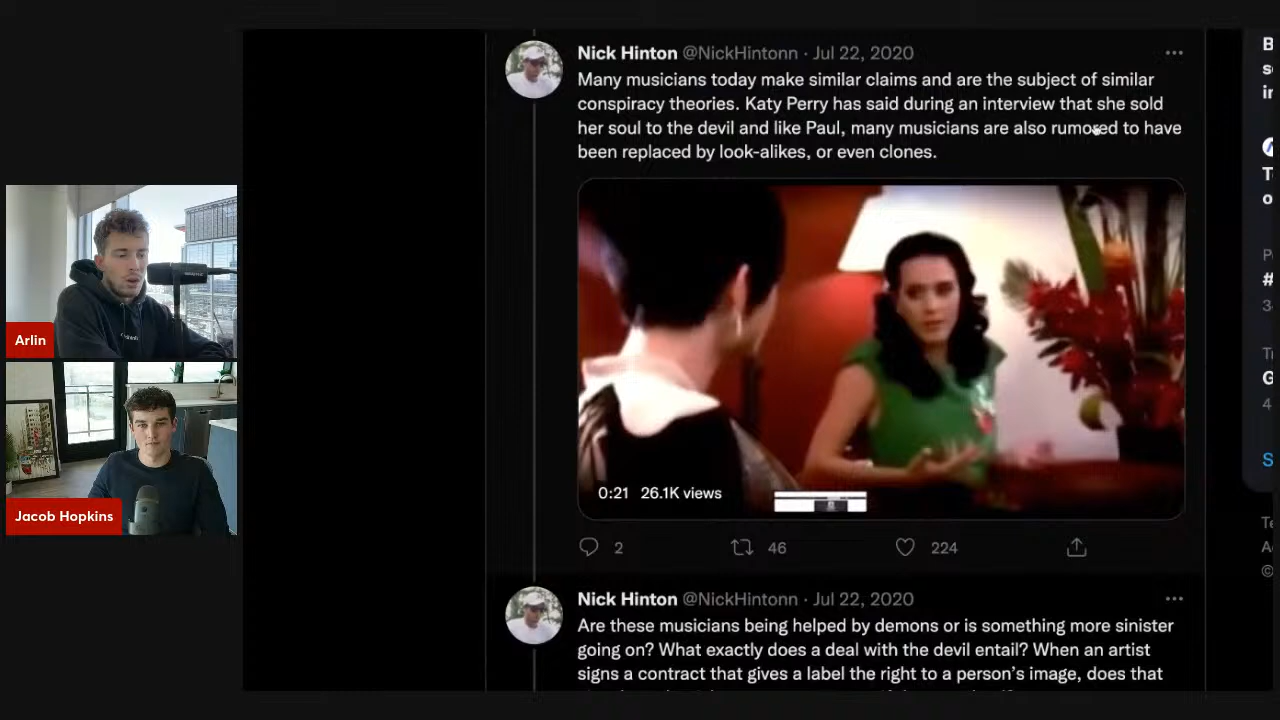 Nick Hinton @NickHintonn · Jul 22, 2020
Many musicians today make similar claims and are the subject of similar
conspiracy theories. Katy Perry has said during an interview that she sold
her soul to the devil and like Paul, many musicians are also rumored to have
been replaced by look-alikes, or even clones.
0:21 26.1K views
2 46 224
Nick Hinton @NickHintonn · Jul 22, 2020
Are these musicians being helped by demons or is something more sinister
going on? What exactly does a deal with the devil entail? When an artist
signs a contract that gives a label the right to a person’s image, does that
Arlin
Jacob Hopkins